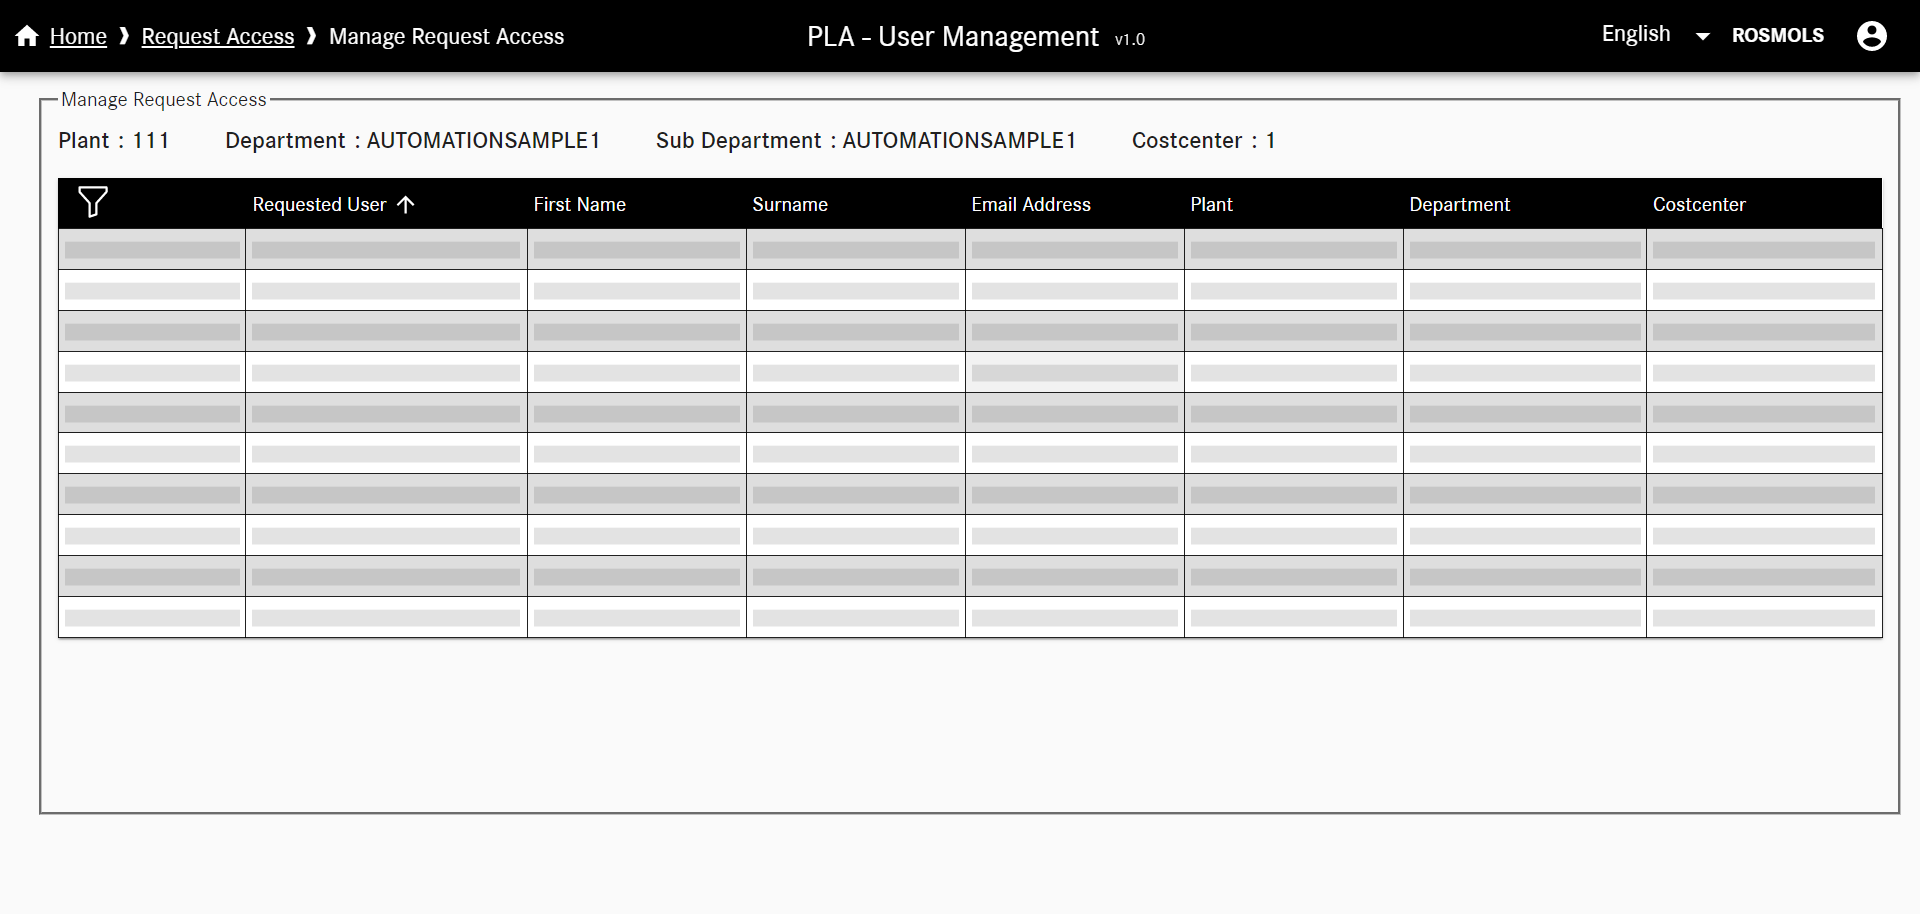 Home ❱ Request Access ❱ Manage Request Access PLA - User Management v1.0 English ROSMOLS
Manage Request Access
Plant : 111 Department : AUTOMATIONSAMPLE1 Sub Department : AUTOMATIONSAMPLE1 Costcenter : 1
Requested User First Name Surname Email Address Plant Department Costcenter